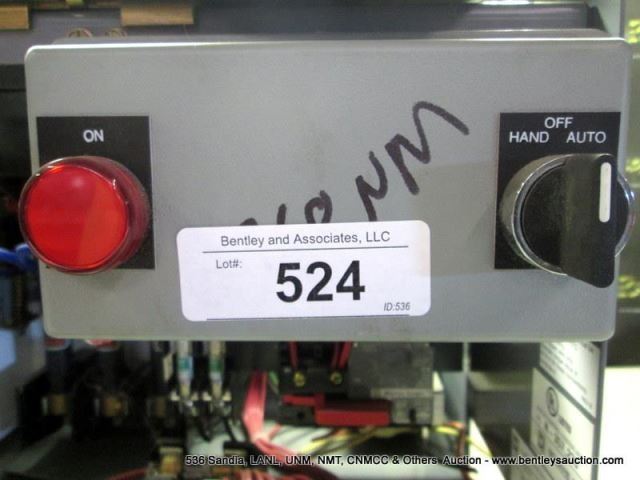 ON
OFF
HAND AUTO
Bentley and Associates, LLC
Lot#:
524
ID:536
536 Sandia, LANL, UNM, NMT, CNMCC & Others Auction - www.bentleysauction.com